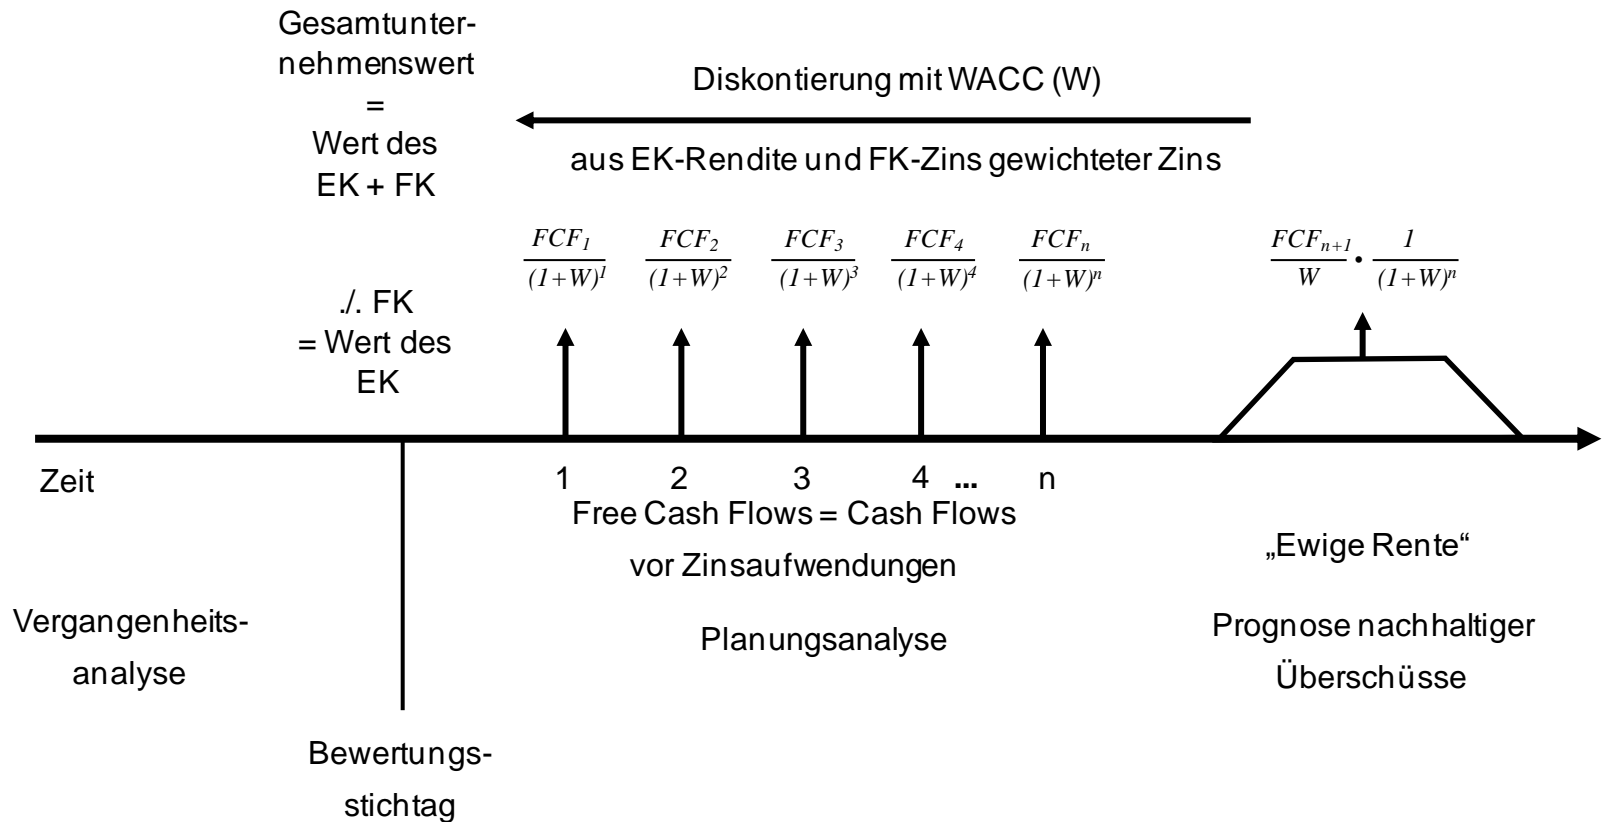 Gesamtunter-
nehmenswert
=
Wert des
EK + FK
./. FK
= Wert des
EK
Diskontierung mit WACC (W)
aus EK-Rendite und FK-Zins gewichteter Zins
FCF₁/(1+W)¹ FCF₂/(1+W)² FCF₃/(1+W)³ FCF₄/(1+W)⁴ FCFₙ/(1+W)ⁿ FCFₙ₊₁/W • 1/(1+W)ⁿ
Zeit 1 2 3 4 ... n
Free Cash Flows = Cash Flows
vor Zinsaufwendungen
„Ewige Rente“
Vergangenheits-
analyse
Planungsanalyse
Prognose nachhaltiger
Überschüsse
Bewertungs-
stichtag